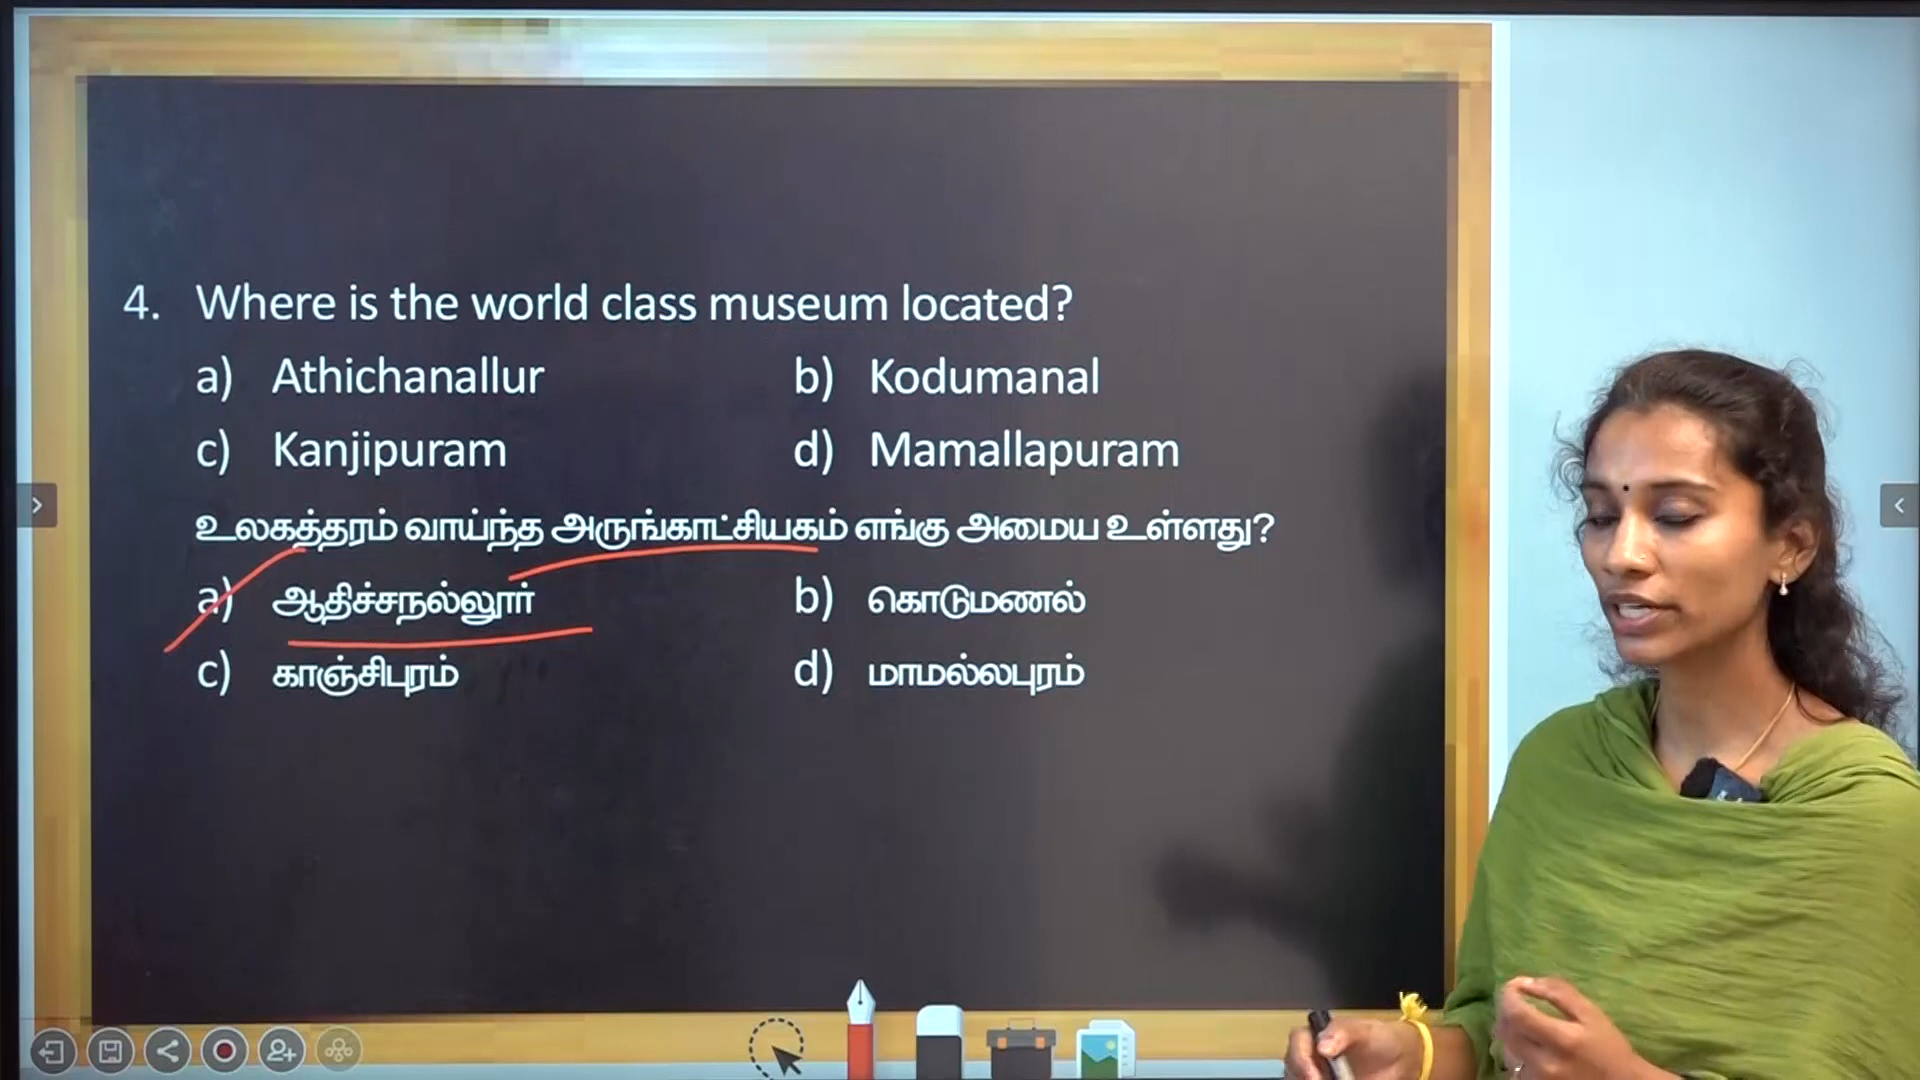 4. Where is the world class museum located?
a) Athichanallur b) Kodumanal
c) Kanjipuram d) Mamallapuram
உலகத்தரம் வாய்ந்த அருங்காட்சியகம் எங்கு அமைய உள்ளது?
a) ஆதிச்சநல்லூர் b) கொடுமணல்
c) காஞ்சிபுரம் d) மாமல்லபுரம்